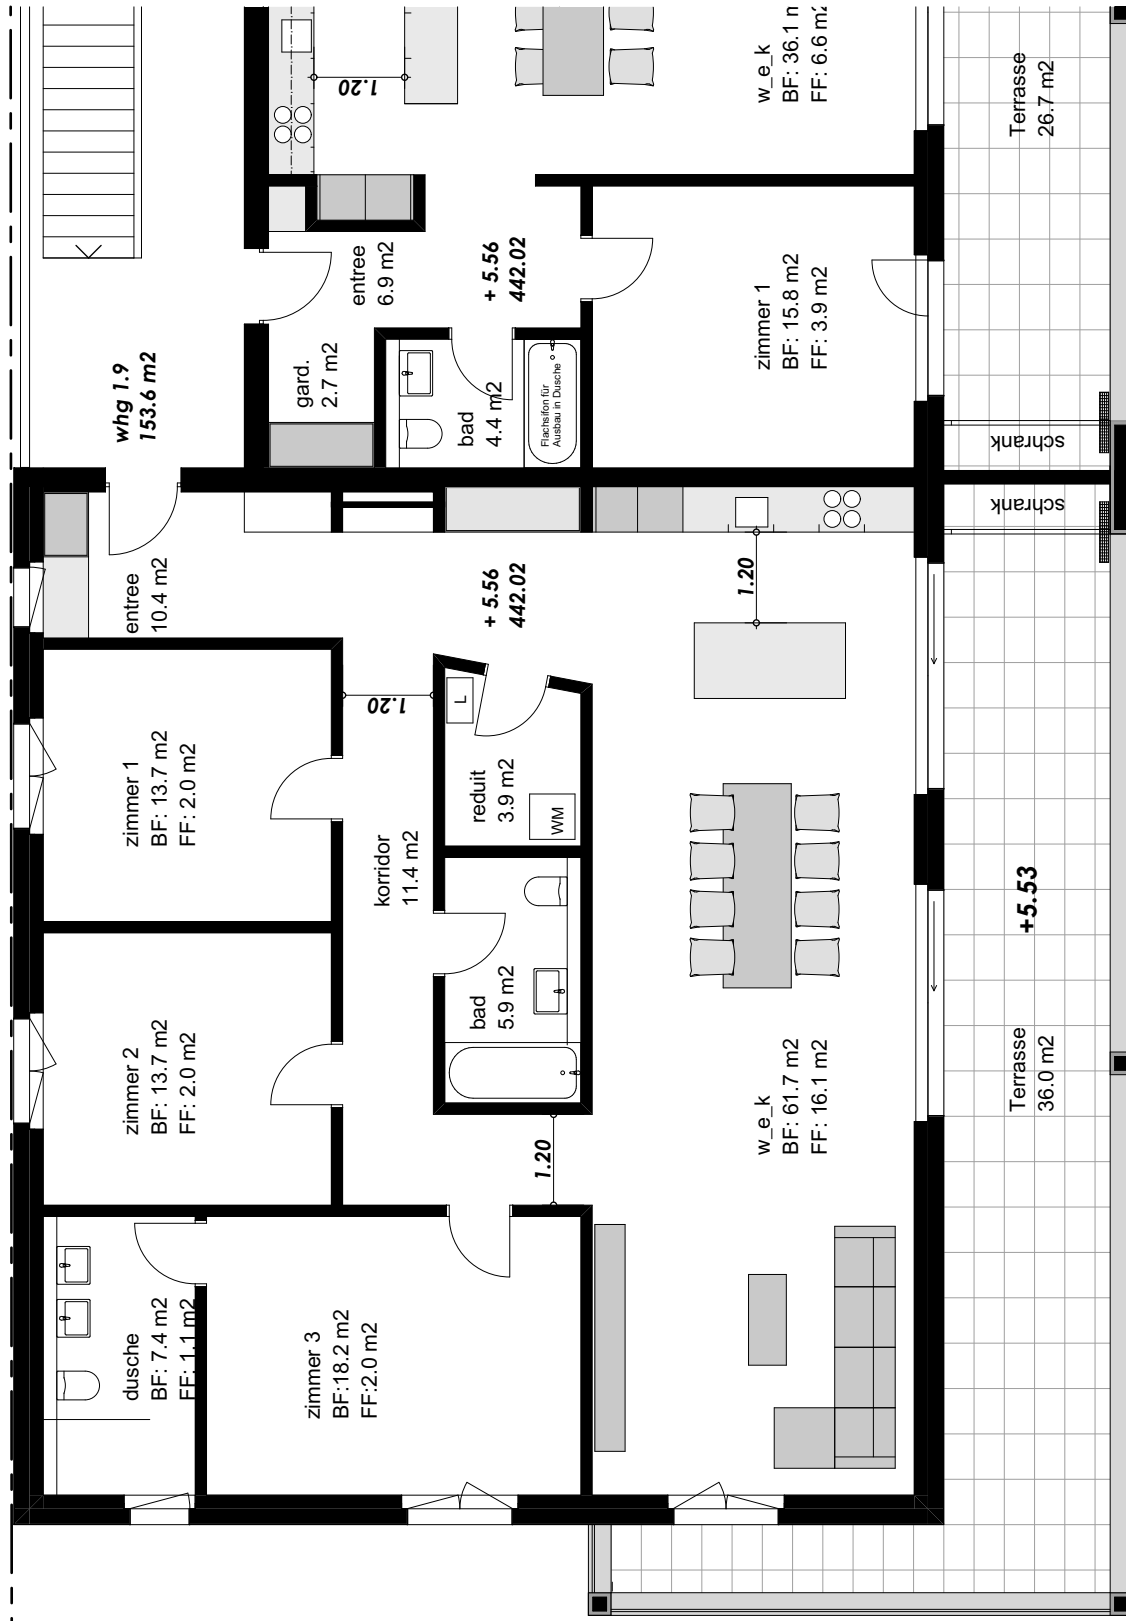 w_e_k
BF: 36.1 m
FF: 6.6 m2
Terrasse
26.7 m2
1.20
entree
6.9 m2
+ 5.56
442.02
zimmer 1
BF: 15.8 m2
FF: 3.9 m2
whg 1.9
153.6 m2
gard.
2.7 m2
bad
4.4 m2
Flachsifon für
Ausbau in Dusche
schrank
schrank
entree
10.4 m2
+ 5.56
442.02
1.20
1.20
L
zimmer 1
BF: 13.7 m2
FF: 2.0 m2
korridor
11.4 m2
reduit
3.9 m2
WM
+5.53
bad
5.9 m2
zimmer 2
BF: 13.7 m2
FF: 2.0 m2
w_e_k
BF: 61.7 m2
FF: 16.1 m2
Terrasse
36.0 m2
1.20
dusche
BF: 7.4 m2
FF: 1.1 m2
zimmer 3
BF:18.2 m2
FF:2.0 m2